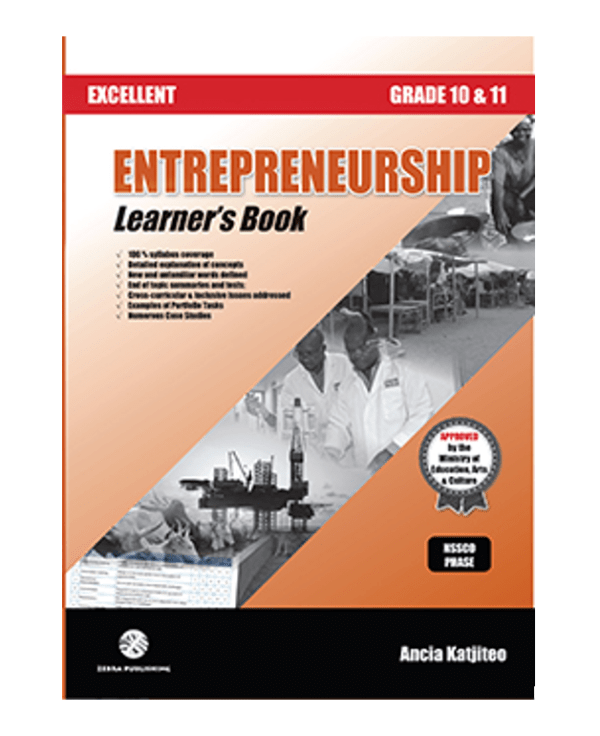 EXCELLENT
GRADE 10 & 11
ENTREPRENEURSHIP
Learner's Book
100 % syllabus coverage
Detailed explanation of concepts
New and unfamiliar words defined
End of topic summaries and tests;
Cross-curricular & Inclusive issues addressed
Examples of Portfolio Tasks
Numerous Case Studies
APPROVED
by the
Ministry of
Education, Arts
& Culture
NSSCO
PHASE
Ancia Katjiteo
ZEBRA PUBLISHING